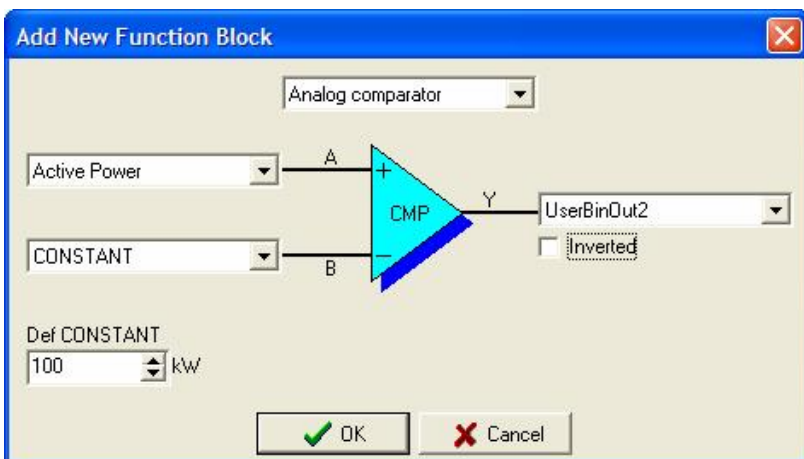 Add New Function Block
Analog comparator
Active Power
A
+
CMP
Y
UserBinOut2
Inverted
CONSTANT
B
−
Def CONSTANT
100 kW
OK
Cancel